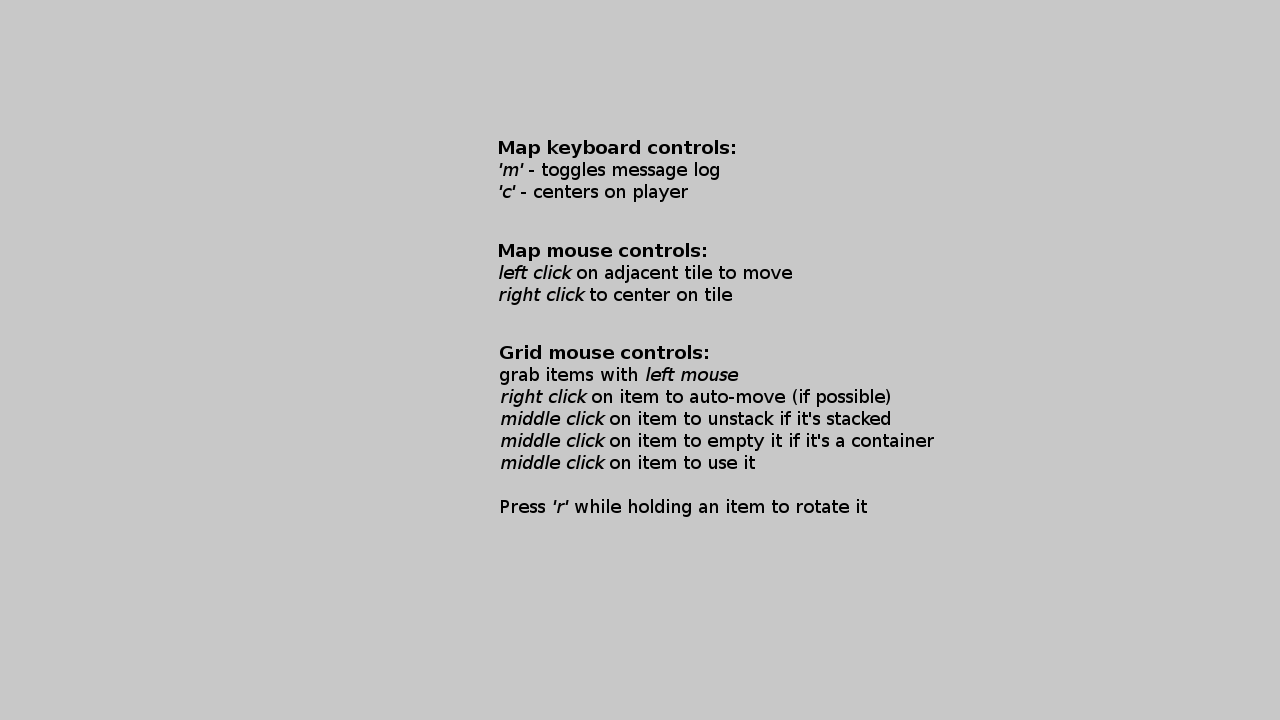 Map keyboard controls:
'm' - toggles message log
'c' - centers on player
Map mouse controls:
left click on adjacent tile to move
right click to center on tile
Grid mouse controls:
grab items with left mouse
right click on item to auto-move (if possible)
middle click on item to unstack if it's stacked
middle click on item to empty it if it's a container
middle click on item to use it
Press 'r' while holding an item to rotate it